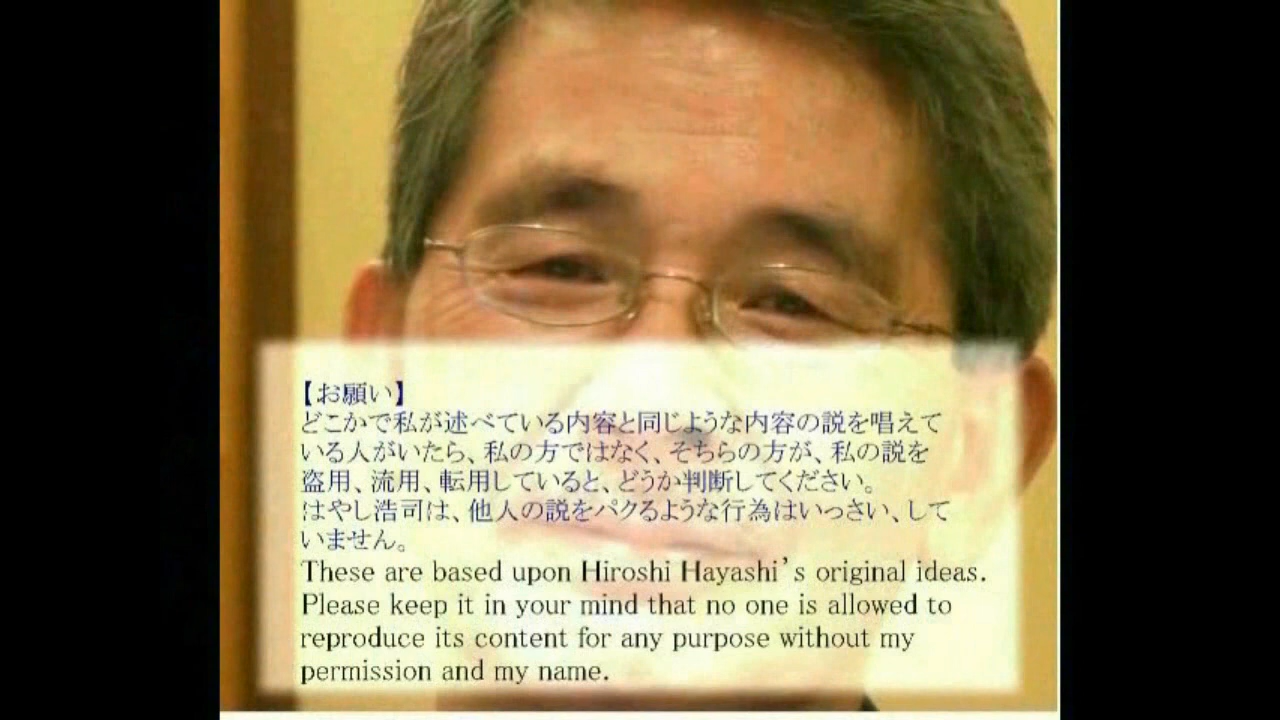 【お願い】
どこかで私が述べている内容と同じような内容の説を唱えて
いる人がいたら、私の方ではなく、そちらの方が、私の説を
盗用、流用、転用していると、どうか判断してください。
はやし浩司は、他人の説をパクるような行為はいっさい、して
いません。
These are based upon Hiroshi Hayashi’s original ideas.
Please keep it in your mind that no one is allowed to
reproduce its content for any purpose without my
permission and my name.